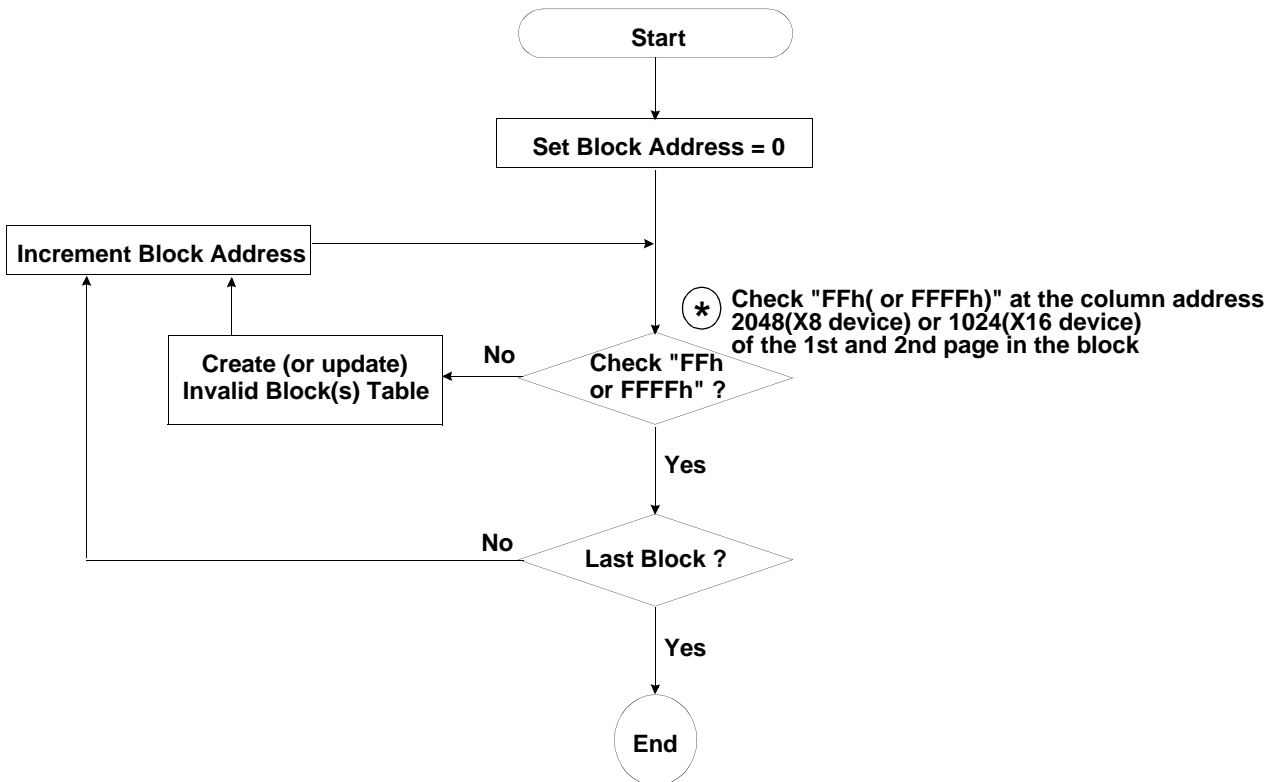 Start
Set Block Address = 0
Increment Block Address
* Check "FFh( or FFFFh)" at the column address
2048(X8 device) or 1024(X16 device)
of the 1st and 2nd page in the block
Create (or update)
Invalid Block(s) Table
No
Check "FFh
or FFFFh" ?
Yes
No
Last Block ?
Yes
End